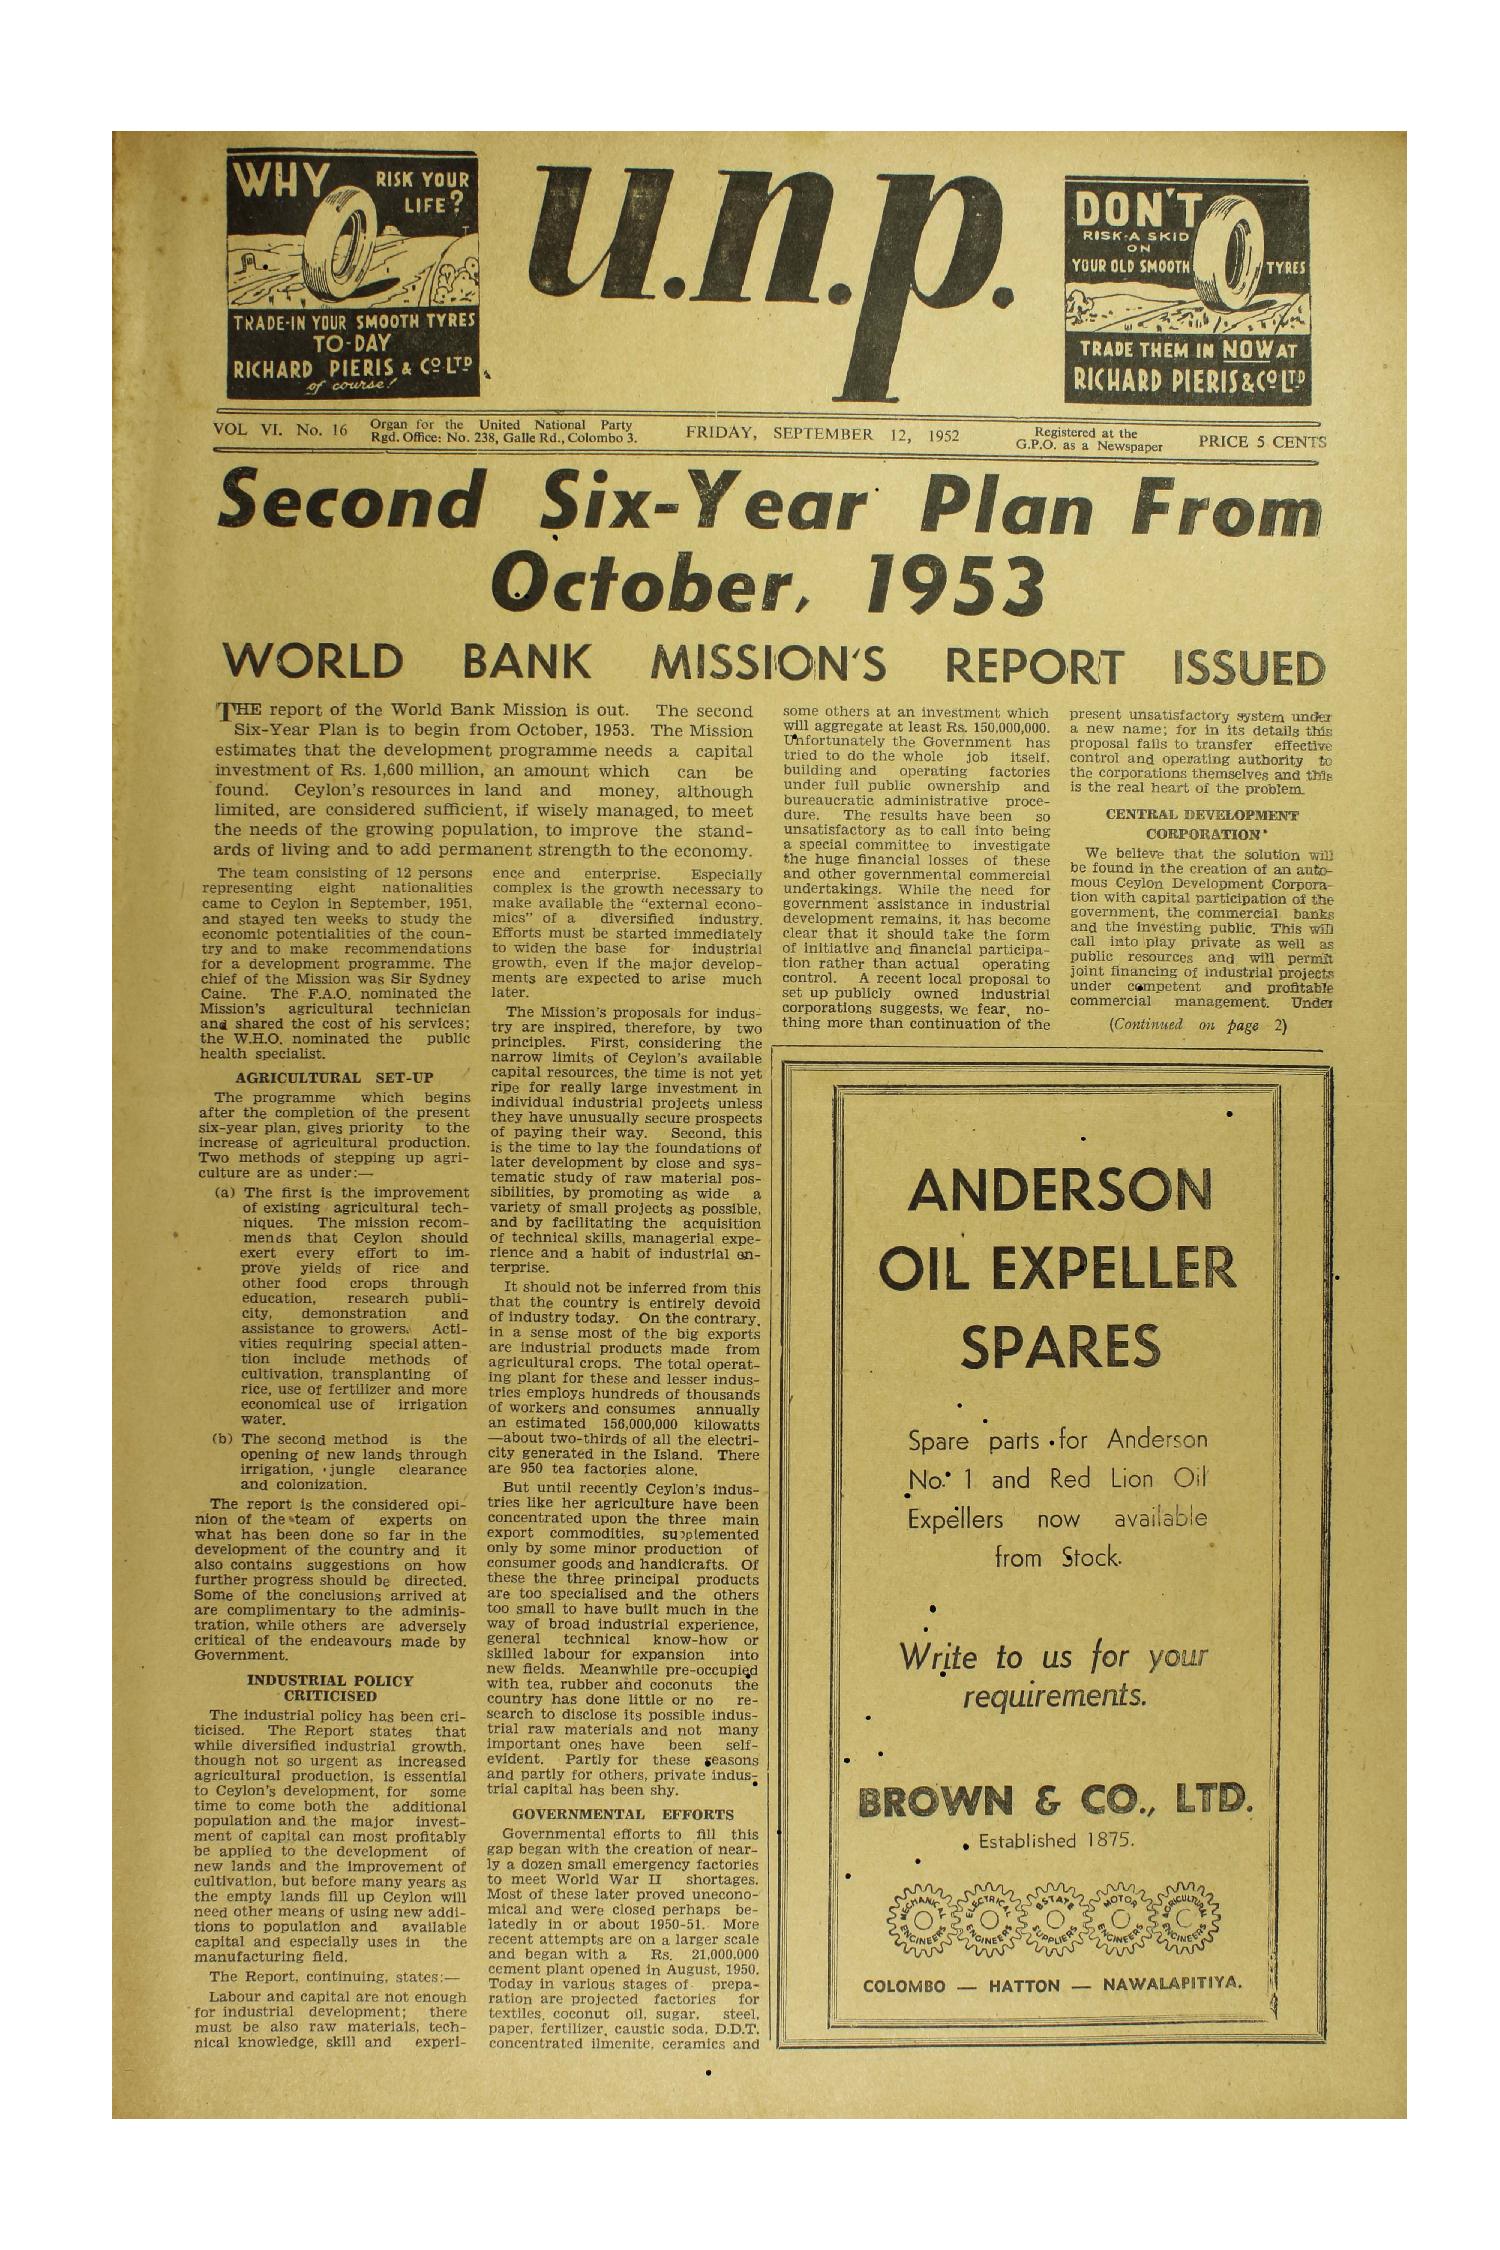 WHY RISK YOUR
LIFE?
TRADE-IN YOUR SMOOTH TYRES
TO-DAY
RICHARD PIERIS & Co LTD
of course!
u.n.p.
DON'T
RISK A SKID
ON
YOUR OLD SMOOTH TYRES
TRADE THEM IN NOW AT
RICHARD PIERIS & Co LTD
VOL VI. No. 16
Organ for the United National Party
Rgd. Office: No. 238, Galle Rd., Colombo 3.
FRIDAY, SEPTEMBER 12, 1952
Registered at the
G.P.O. as a Newspaper
PRICE 5 CENTS
Second Six-Year Plan From
October, 1953
WORLD BANK MISSION'S REPORT ISSUED
THE report of the World Bank Mission is out. The second
Six-Year Plan is to begin from October, 1953. The Mission
estimates that the development programme needs a capital
investment of Rs. 1,600 million, an amount which can be
found. Ceylon's resources in land and money, although
limited, are considered sufficient, if wisely managed, to meet
the needs of the growing population, to improve the stand-
ards of living and to add permanent strength to the economy.
The team consisting of 12 persons
representing eight nationalities
came to Ceylon in September, 1951,
and stayed ten weeks to study the
economic potentialities of the coun-
try and to make recommendations
for a development programme. The
chief of the Mission was Sir Sydney
Caine. The F.A.O. nominated the
Mission's agricultural technician
and shared the cost of his services;
the W.H.O. nominated the public
health specialist.
AGRICULTURAL SET-UP
The programme which begins
after the completion of the present
six-year plan, gives priority to the
increase of agricultural production.
Two methods of stepping up agri-
culture are as under:—
(a) The first is the improvement
of existing agricultural tech-
niques. The mission recom-
mends that Ceylon should
exert every effort to im-
prove yields of rice and
other food crops through
education, research publi-
city, demonstration and
assistance to growers. Acti-
vities requiring special atten-
tion include methods of
cultivation, transplanting of
rice, use of fertilizer and more
economical use of irrigation
water.
(b) The second method is the
opening of new lands through
irrigation, jungle clearance
and colonization.
The report is the considered opi-
nion of the team of experts on
what has been done so far in the
development of the country and it
also contains suggestions on how
further progress should be directed.
Some of the conclusions arrived at
are complimentary to the adminis-
tration, while others are adversely
critical of the endeavours made by
Government.
INDUSTRIAL POLICY
CRITICISED
The industrial policy has been cri-
ticised. The Report states that
while diversified industrial growth,
though not so urgent as increased
agricultural production, is essential
to Ceylon's development, for some
time to come both the additional
population and the major invest-
ment of capital can most profitably
be applied to the development of
new lands and the improvement of
cultivation, but before many years as
the empty lands fill up Ceylon will
need other means of using new addi-
tions to population and available
capital and especially uses in the
manufacturing field.
The Report, continuing, states:—
Labour and capital are not enough
for industrial development; there
must be also raw materials, tech-
nical knowledge, skill and experi-
ence and enterprise. Especially
complex is the growth necessary to
make available the "external econo-
mics" of a diversified industry.
Efforts must be started immediately
to widen the base for industrial
growth, even if the major develop-
ments are expected to arise much
later.
The Mission's proposals for indus-
try are inspired, therefore, by two
principles. First, considering the
narrow limits of Ceylon's available
capital resources, the time is not yet
ripe for really large investment in
individual industrial projects unless
they have unusually secure prospects
of paying their way. Second, this
is the time to lay the foundations of
later development by close and sys-
tematic study of raw material pos-
sibilities, by promoting as wide a
variety of small projects as possible,
and by facilitating the acquisition
of technical skills, managerial expe-
rience and a habit of industrial en-
terprise.
It should not be inferred from this
that the country is entirely devoid
of industry today. On the contrary,
in a sense most of the big exports
are industrial products made from
agricultural crops. The total operat-
ing plant for these and lesser indus-
tries employs hundreds of thousands
of workers and consumes annually
an estimated 156,000,000 kilowatts
—about two-thirds of all the electri-
city generated in the Island. There
are 950 tea factories alone.
But until recently Ceylon's indus-
tries like her agriculture have been
concentrated upon the three main
export commodities, supplemented
only by some minor production of
consumer goods and handicrafts. Of
these the three principal products
are too specialised and the others
too small to have built much in the
way of broad industrial experience,
general technical know-how or
skilled labour for expansion into
new fields. Meanwhile pre-occupied
with tea, rubber and coconuts the
country has done little or no re-
search to disclose its possible indus-
trial raw materials and not many
important ones have been self-
evident. Partly for these reasons
and partly for others, private indus-
trial capital has been shy.
GOVERNMENTAL EFFORTS
Governmental efforts to fill this
gap began with the creation of near-
ly a dozen small emergency factories
to meet World War II shortages.
Most of these later proved unecono-
mical and were closed perhaps be-
latedly in or about 1950-51. More
recent attempts are on a larger scale
and began with a Rs. 21,000,000
cement plant opened in August, 1950.
Today in various stages of prepa-
ration are projected factories for
textiles, coconut oil, sugar, steel,
paper, fertilizer, caustic soda, D.D.T.
concentrated ilmenite, ceramics and
some others at an investment which
will aggregate at least Rs. 150,000,000.
Unfortunately the Government has
tried to do the whole job itself,
building and operating factories
under full public ownership and
bureaucratic administrative proce-
dure. The results have been so
unsatisfactory as to call into being
a special committee to investigate
the huge financial losses of these
and other governmental commercial
undertakings. While the need for
government assistance in industrial
development remains, it has become
clear that it should take the form
of initiative and financial participa-
tion rather than actual operating
control. A recent local proposal to
set up publicly owned industrial
corporations suggests, we fear, no-
thing more than continuation of the
present unsatisfactory system under
a new name; for in its details this
proposal fails to transfer effective
control and operating authority to
the corporations themselves and this
is the real heart of the problem.
CENTRAL DEVELOPMENT
CORPORATION
We believe that the solution will
be found in the creation of an auto-
mous Ceylon Development Corpora-
tion with capital participation of the
government, the commercial banks
and the investing public. This will
call into play private as well as
public resources and will permit
joint financing of industrial projects
under competent and profitable
commercial management. Under
(Continued on page 2)
ANDERSON
OIL EXPELLER
SPARES
Spare parts for Anderson
No. 1 and Red Lion Oil
Expellers now available
from Stock.
Write to us for your
requirements.
BROWN & CO., LTD.
Established 1875.
MECHANICAL ENGINEERS
ELECTRICAL ENGINEERS
ESTATE SUPPLIERS
MOTOR ENGINEERS
AGRICULTURAL ENGINEERS
COLOMBO — HATTON — NAWALAPITIYA.